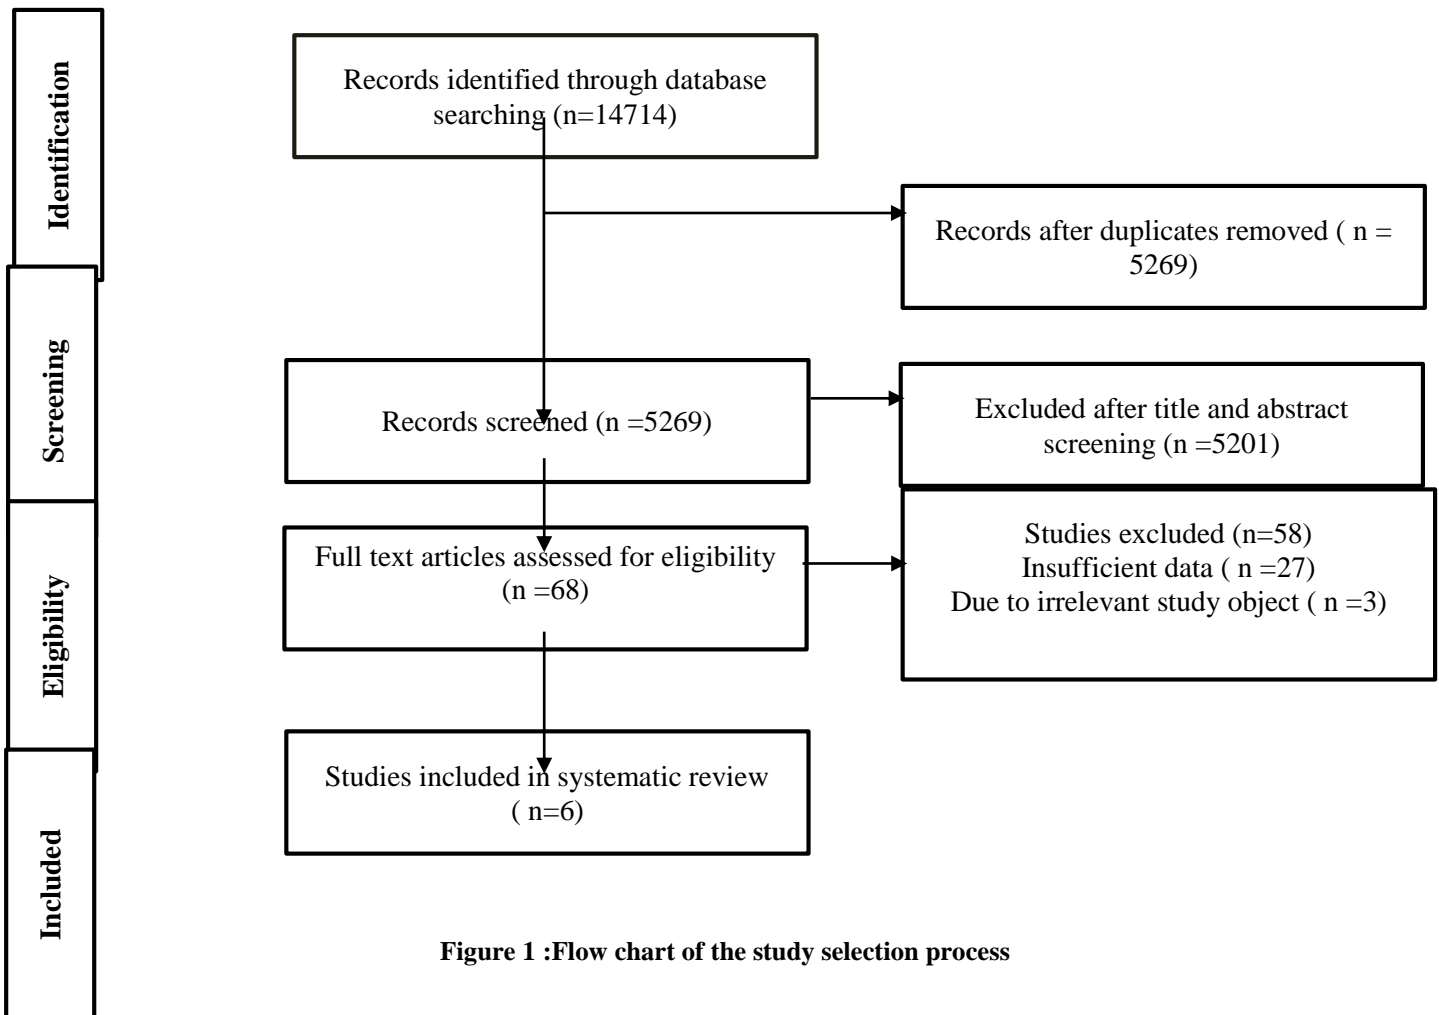 Identification
Records identified through database
searching (n=14714)
Records after duplicates removed ( n =
5269)
Screening
Records screened (n =5269)
Excluded after title and abstract
screening (n =5201)
Eligibility
Full text articles assessed for eligibility
(n =68)
Studies excluded (n=58)
Insufficient data ( n =27)
Due to irrelevant study object ( n =3)
Included
Studies included in systematic review
( n=6)
Figure 1 :Flow chart of the study selection process